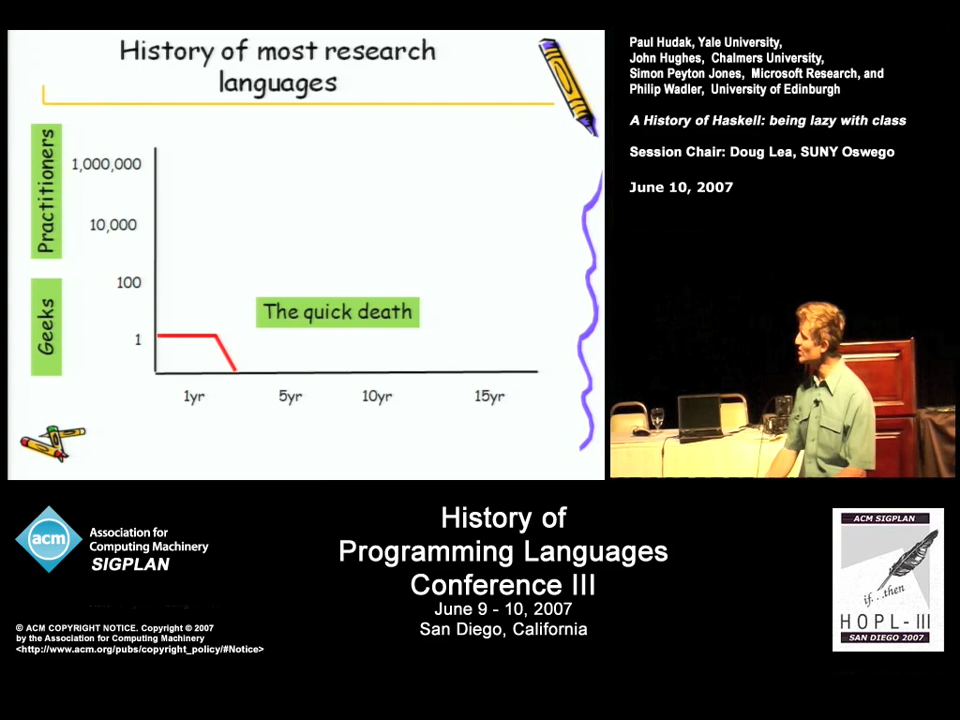 History of most research
languages
Practitioners
Geeks
1,000,000
10,000
100
1
The quick death
1yr 5yr 10yr 15yr
Paul Hudak, Yale University,
John Hughes, Chalmers University,
Simon Peyton Jones, Microsoft Research, and
Philip Wadler, University of Edinburgh
A History of Haskell: being lazy with class
Session Chair: Doug Lea, SUNY Oswego
June 10, 2007
acm
Association for
Computing Machinery
SIGPLAN
© ACM COPYRIGHT NOTICE. Copyright © 2007
by the Association for Computing Machinery
<http://www.acm.org/pubs/copyright_policy/#Notice>
History of
Programming Languages
Conference III
June 9 - 10, 2007
San Diego, California
ACM SIGPLAN
if. . .then
HOPL-III
SAN DIEGO 2007